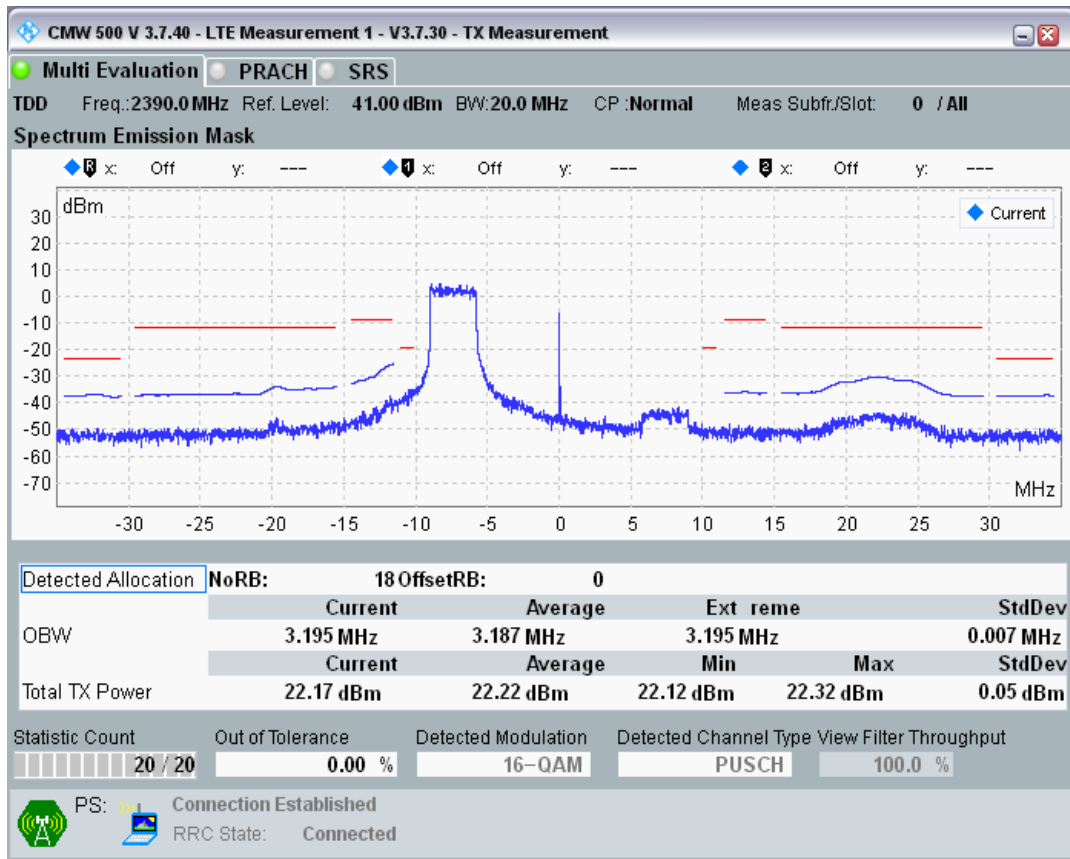 CMW 500 V 3.7.40 - LTE Measurement 1 - V3.7.30 - TX Measurement
Multi Evaluation PRACH SRS
TDD Freq.:2390.0 MHz Ref. Level: 41.00 dBm BW:20.0 MHz CP :Normal Meas Subfr./Slot: 0 / All
Spectrum Emission Mask
R x: Off y: --- 1 x: Off y: --- 2 x: Off y: ---
dBm
Current
30
20
10
0
-10
-20
-30
-40
-50
-60
-70
MHz
-30 -25 -20 -15 -10 -5 0 5 10 15 20 25 30
Detected Allocation NoRB: 18 OffsetRB: 0
Current Average Ext reme StdDev
OBW 3.195 MHz 3.187 MHz 3.195 MHz 0.007 MHz
Current Average Min Max StdDev
Total TX Power 22.17 dBm 22.22 dBm 22.12 dBm 22.32 dBm 0.05 dBm
Statistic Count Out of Tolerance Detected Modulation Detected Channel Type View Filter Throughput
20 / 20 0.00 % 16-QAM PUSCH 100.0 %
PS: Connection Established
RRC State: Connected